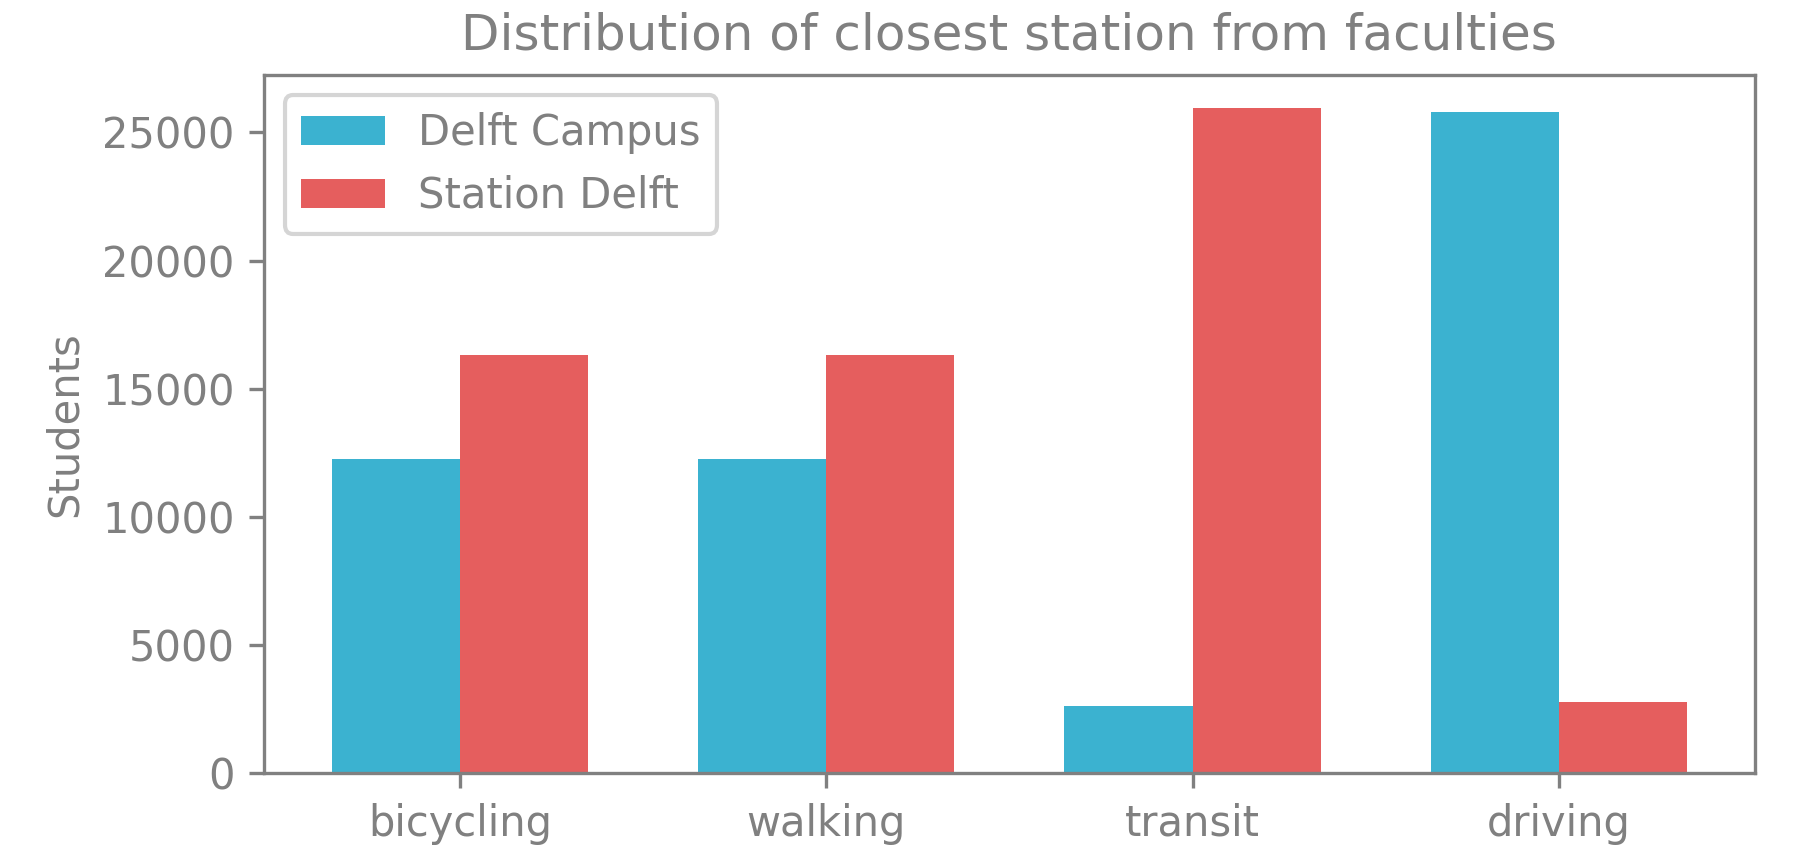 Distribution of closest station from faculties
Delft Campus
Station Delft
Students
25000
20000
15000
10000
5000
0
bicycling walking transit driving